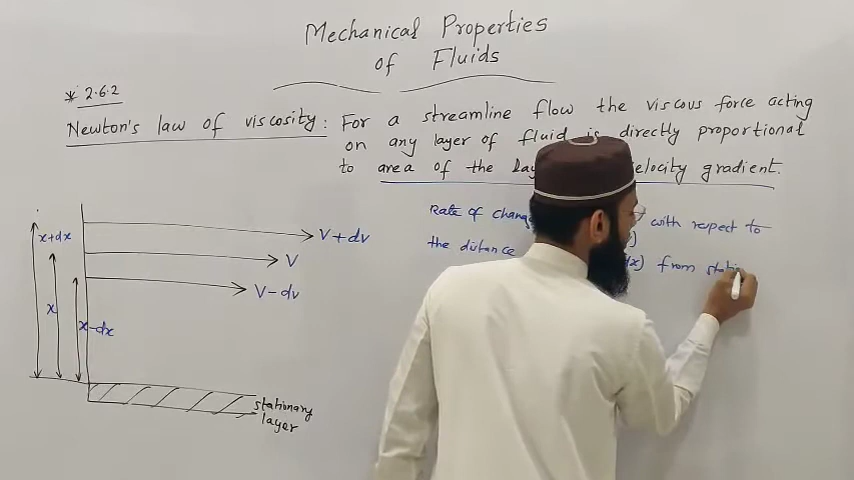 Mechanical Properties
of Fluids
* 2.6.2
Newton's law of viscosity: For a streamline flow the viscous force acting
on any layer of fluid is directly proportional
to area of the velocity gradient.
Rate of with respect to
the distance dx) from
x+dx
V+dv
V
V-dv
x
x-dx
stationary
layer